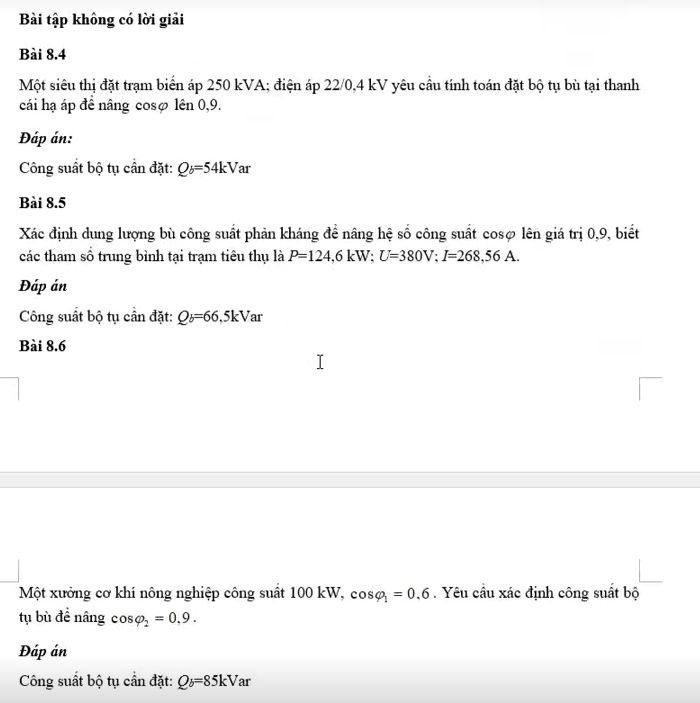 Bài tập không có lời giải
Bài 8.4
Một siêu thị đặt trạm biến áp 250 kVA; điện áp 22/0,4 kV yêu cầu tính toán đặt bộ tụ bù tại thanh
cái hạ áp để nâng cosφ lên 0,9.
Đáp án:
Công suất bộ tụ cần đặt: Qb=54kVar
Bài 8.5
Xác định dung lượng bù công suất phản kháng để nâng hệ số công suất cosφ lên giá trị 0,9, biết
các tham số trung bình tại trạm tiêu thụ là P=124,6 kW; U=380V; I=268,56 A.
Đáp án
Công suất bộ tụ cần đặt: Qb=66,5kVar
Bài 8.6
Một xưởng cơ khí nông nghiệp công suất 100 kW, cosφ₁ = 0,6 . Yêu cầu xác định công suất bộ
tụ bù để nâng cosφ₂ = 0,9 .
Đáp án
Công suất bộ tụ cần đặt: Qb=85kVar